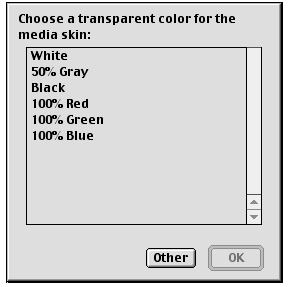 Choose a transparent color for the
media skin:
White
50% Gray
Black
100% Red
100% Green
100% Blue
Other
OK